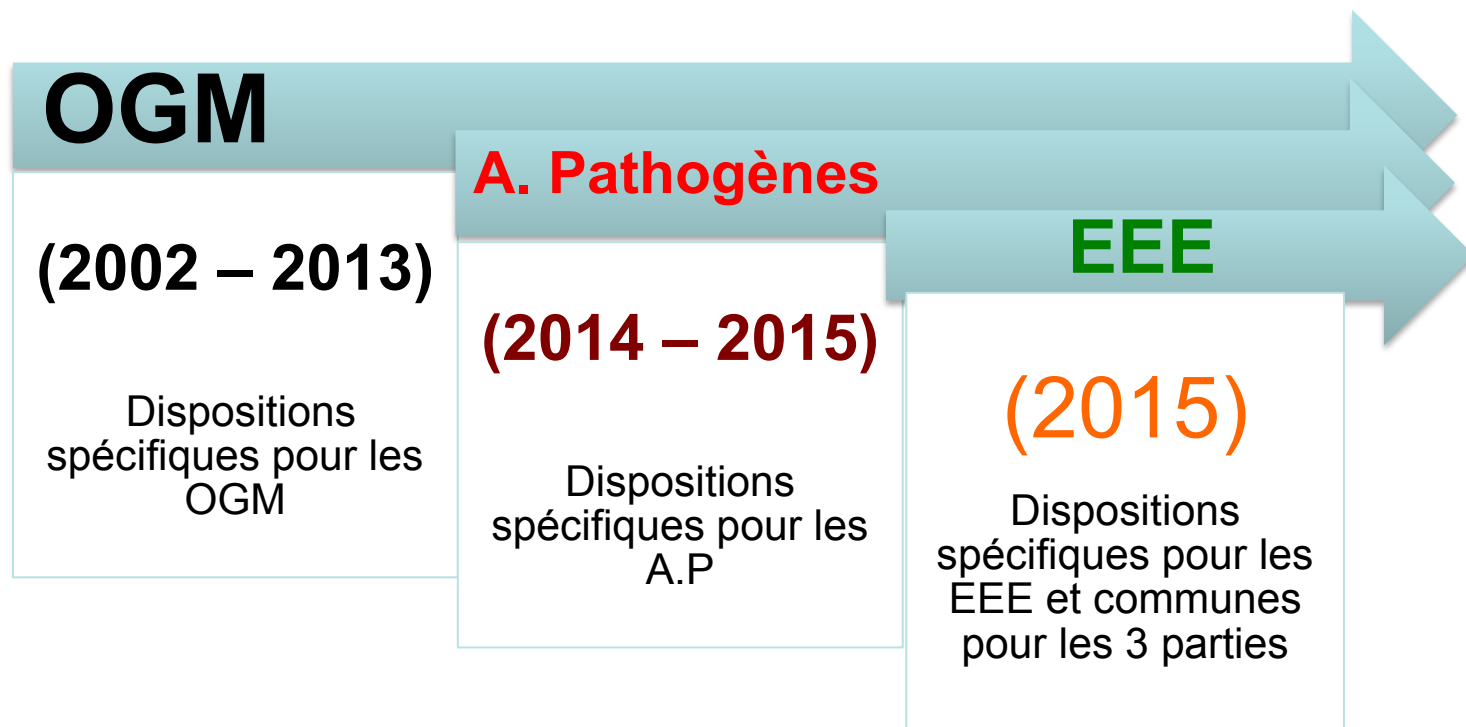 OGM
(2002 – 2013)
Dispositions
spécifiques pour les
OGM
A. Pathogènes
(2014 – 2015)
Dispositions
spécifiques pour les
A.P
EEE
(2015)
Dispositions
spécifiques pour les
EEE et communes
pour les 3 parties